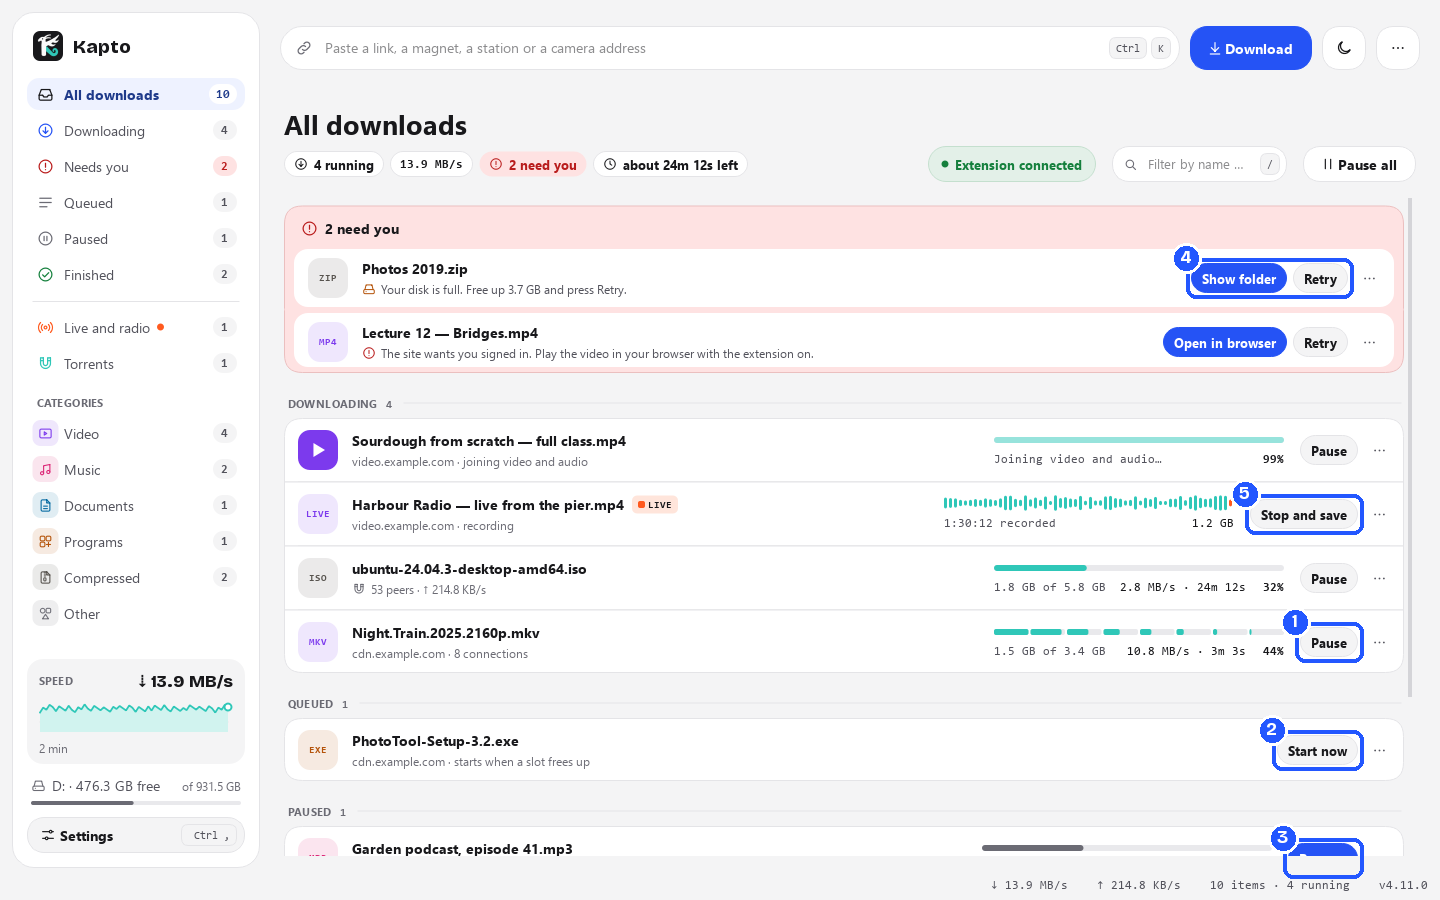 Kapto
Paste a link, a magnet, a station or a camera address
Ctrl K
Download
All downloads 10
Downloading 4
Needs you 2
Queued 1
Paused 1
Finished 2
Live and radio 1
Torrents 1
CATEGORIES
Video 4
Music 2
Documents 1
Programs 1
Compressed 2
Other
SPEED ↓ 13.9 MB/s
2 min
D: · 476.3 GB free of 931.5 GB
Settings Ctrl ,
All downloads
4 running 13.9 MB/s 2 need you about 24m 12s left
Extension connected Filter by name ... / Pause all
2 need you
ZIP
Photos 2019.zip
Your disk is full. Free up 3.7 GB and press Retry.
4
Show folder Retry
MP4
Lecture 12 — Bridges.mp4
The site wants you signed in. Play the video in your browser with the extension on.
Open in browser Retry
DOWNLOADING 4
Sourdough from scratch — full class.mp4
video.example.com · joining video and audio
Joining video and audio… 99%
Pause
LIVE
Harbour Radio — live from the pier.mp4 LIVE
video.example.com · recording
1:30:12 recorded 1.2 GB
5
Stop and save
ISO
ubuntu-24.04.3-desktop-amd64.iso
53 peers · ↑ 214.8 KB/s
1.8 GB of 5.8 GB 2.8 MB/s · 24m 12s 32%
Pause
MKV
Night.Train.2025.2160p.mkv
cdn.example.com · 8 connections
1.5 GB of 3.4 GB 10.8 MB/s · 3m 3s 44%
1
Pause
QUEUED 1
EXE
PhotoTool-Setup-3.2.exe
cdn.example.com · starts when a slot frees up
2
Start now
PAUSED 1
Garden podcast, episode 41.mp3
3
↓ 13.9 MB/s ↑ 214.8 KB/s 10 items · 4 running v4.11.0